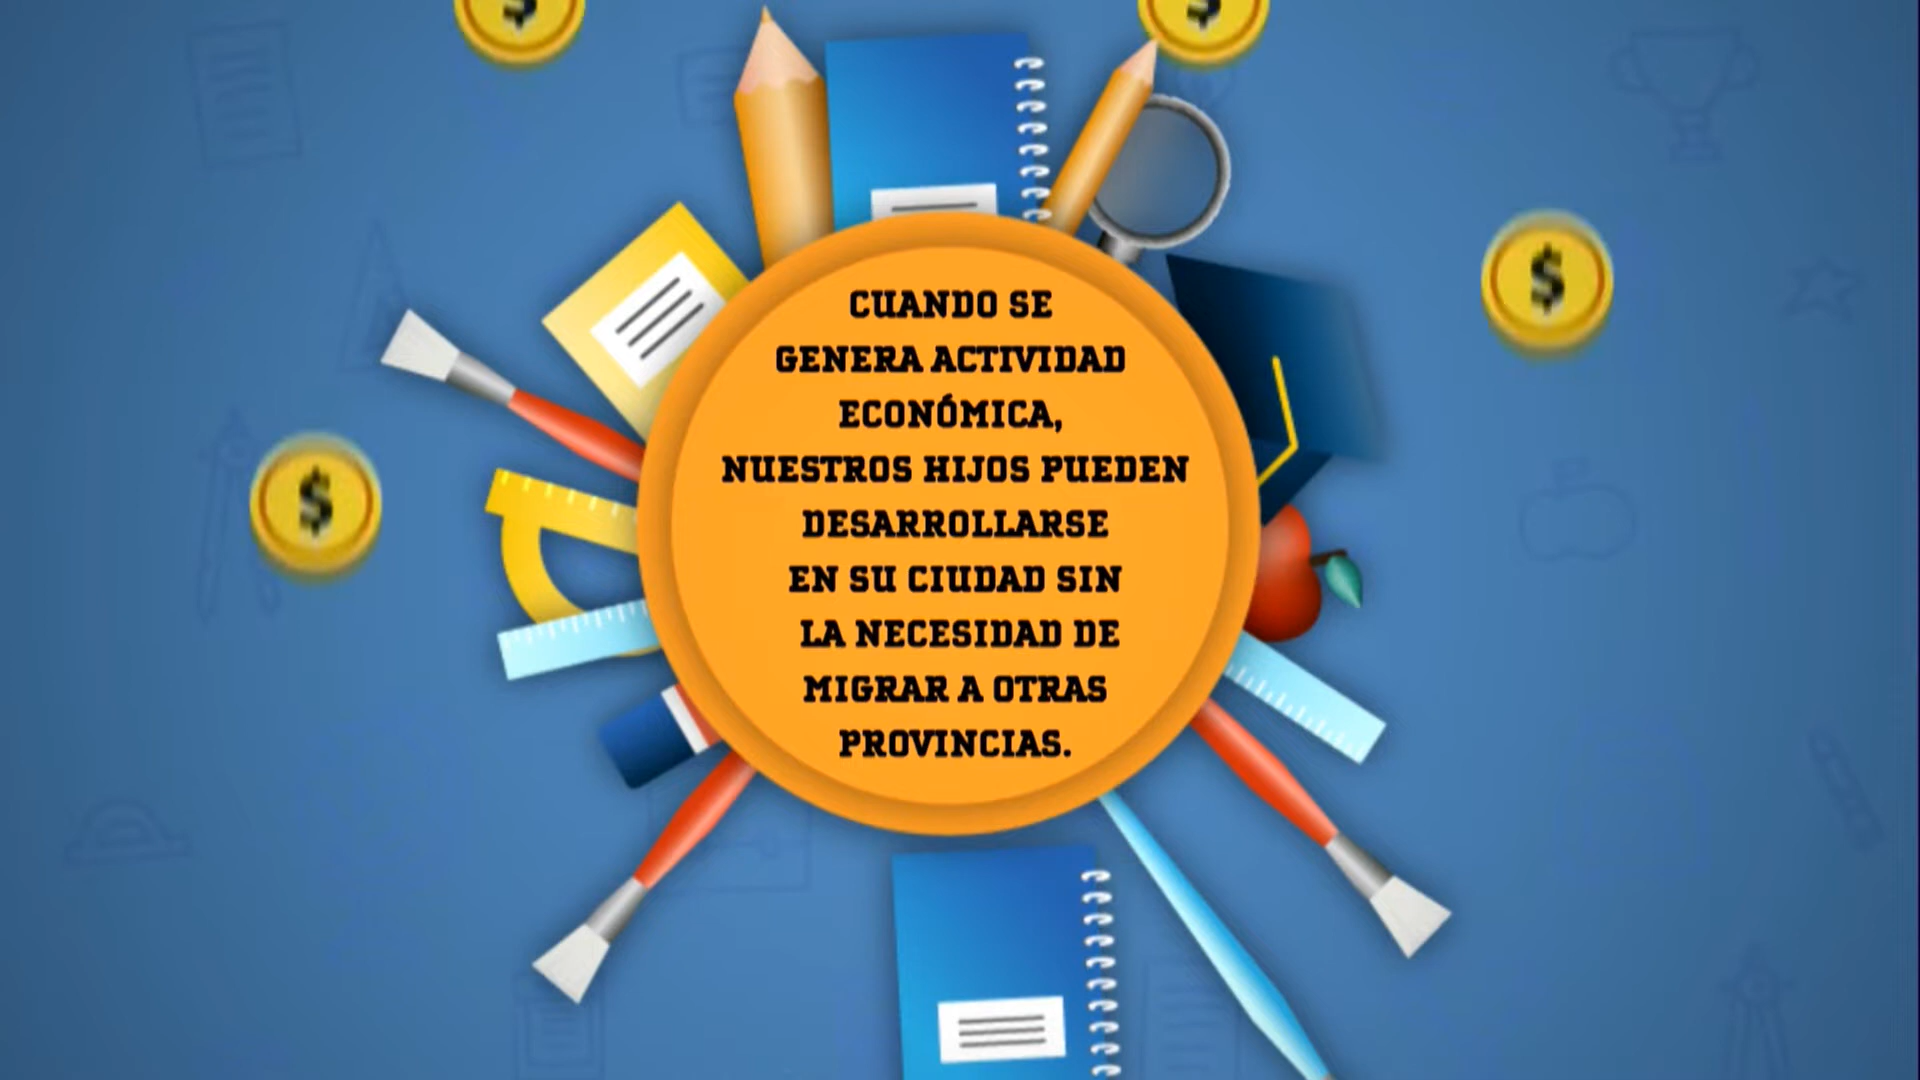 CUANDO SE
GENERA ACTIVIDAD
ECONÓMICA,
NUESTROS HIJOS PUEDEN
DESARROLLARSE
EN SU CIUDAD SIN
LA NECESIDAD DE
MIGRAR A OTRAS
PROVINCIAS.